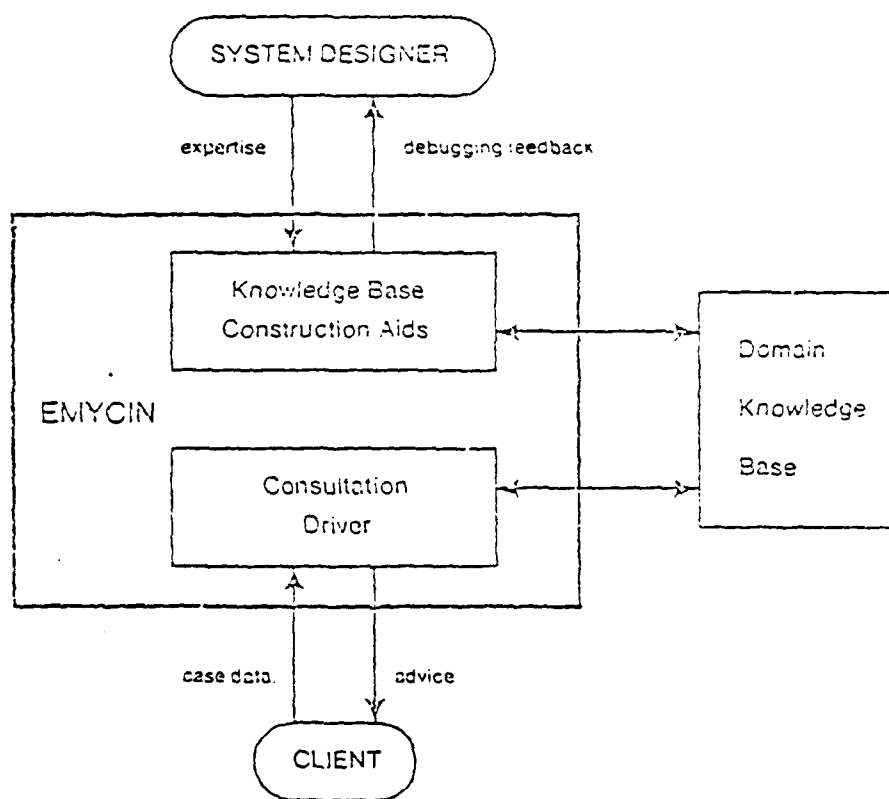 SYSTEM DESIGNER
expertise
debugging feedback
Knowledge Base
Construction Aids
EMYCIN
Domain
Knowledge
Base
Consultation
Driver
case data.
advice
CLIENT